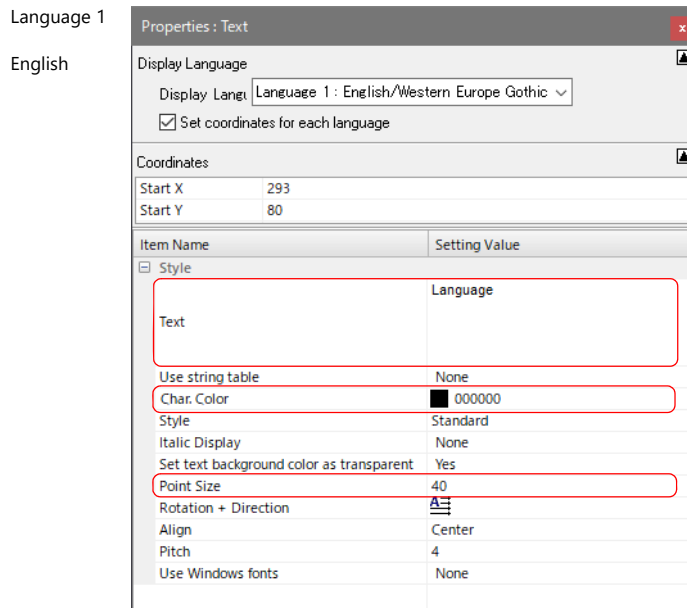 Language 1
English
Properties : Text
x
Display Language
Display Langu Language 1 : English/Western Europe Gothic
Set coordinates for each language
Coordinates
Start X 293
Start Y 80
Item Name Setting Value
Style
Text Language
Use string table None
Char. Color 000000
Style Standard
Italic Display None
Set text background color as transparent Yes
Point Size 40
Rotation + Direction A
Align Center
Pitch 4
Use Windows fonts None